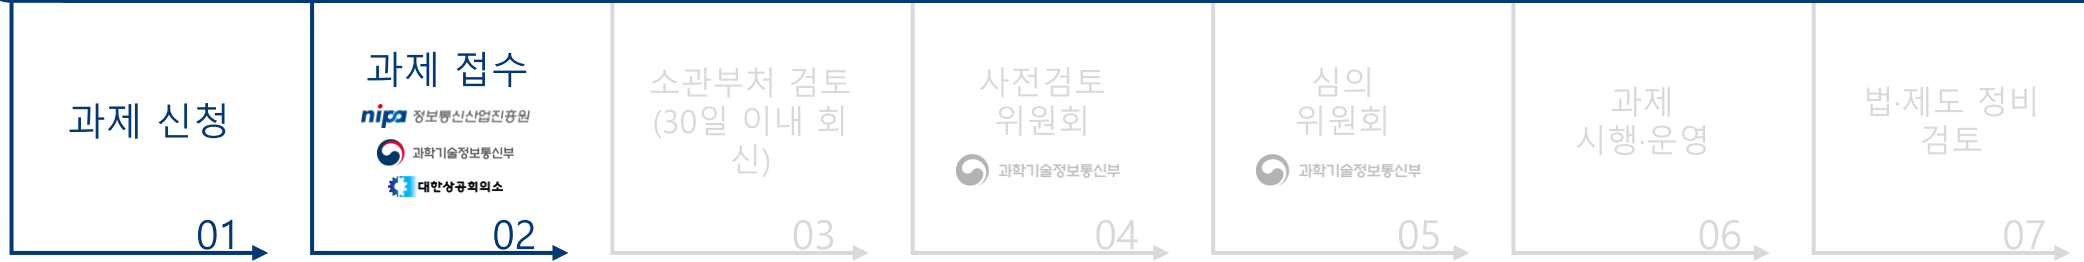 과제 신청
01
과제 접수
nipa 정보통신산업진흥원
과학기술정보통신부
대한상공회의소
02
소관부처 검토
(30일 이내 회
신)
03
사전검토
위원회
과학기술정보통신부
04
심의
위원회
과학기술정보통신부
05
과제
시행·운영
06
법·제도 정비
검토
07